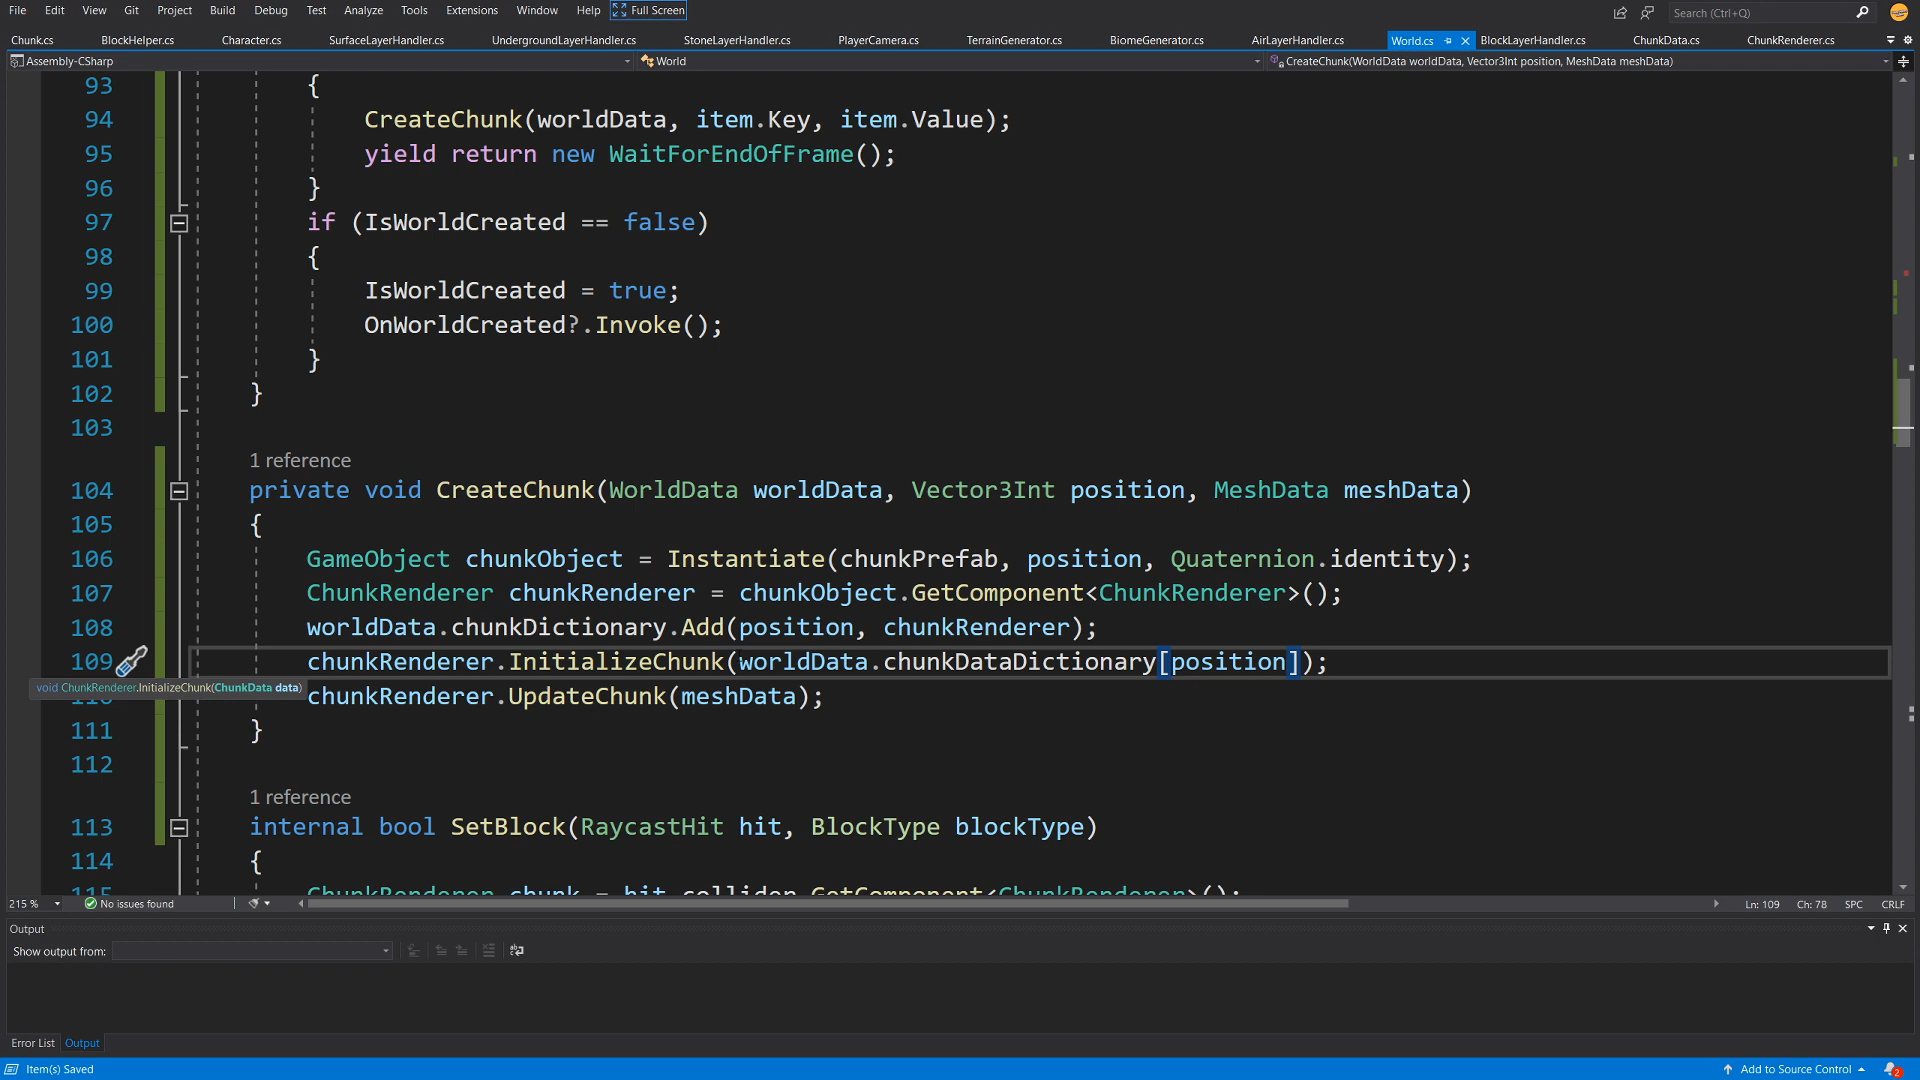 File Edit View Git Project Build Debug Test Analyze Tools Extensions Window Help Full Screen Search (Ctrl+Q)
Chunk.cs BlockHelper.cs Character.cs SurfaceLayerHandler.cs UndergroundLayerHandler.cs StoneLayerHandler.cs PlayerCamera.cs TerrainGenerator.cs BiomeGenerator.cs AirLayerHandler.cs World.cs BlockLayerHandler.cs ChunkData.cs ChunkRenderer.cs
Assembly-CSharp World CreateChunk(WorldData worldData, Vector3Int position, MeshData meshData)
93 {
94 CreateChunk(worldData, item.Key, item.Value);
95 yield return new WaitForEndOfFrame();
96 }
97 if (IsWorldCreated == false)
98 {
99 IsWorldCreated = true;
100 OnWorldCreated?.Invoke();
101 }
102 }
103
1 reference
104 private void CreateChunk(WorldData worldData, Vector3Int position, MeshData meshData)
105 {
106 GameObject chunkObject = Instantiate(chunkPrefab, position, Quaternion.identity);
107 ChunkRenderer chunkRenderer = chunkObject.GetComponent<ChunkRenderer>();
108 worldData.chunkDictionary.Add(position, chunkRenderer);
109 chunkRenderer.InitializeChunk(worldData.chunkDataDictionary[position]);
void ChunkRenderer.InitializeChunk(ChunkData data)
chunkRenderer.UpdateChunk(meshData);
111 }
112
1 reference
113 internal bool SetBlock(RaycastHit hit, BlockType blockType)
114 {
115 ChunkRenderer chunk = hit.collider.GetComponent<ChunkRenderer>();
215 % No issues found Ln: 109 Ch: 78 SPC CRLF
Output
Show output from:
Error List Output
Item(s) Saved Add to Source Control 2